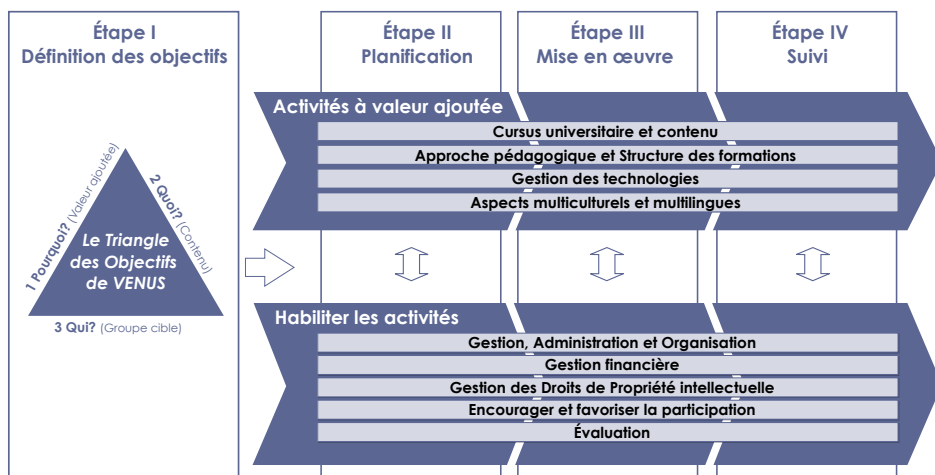 Étape I
Définition des objectifs
Étape II
Planification
Étape III
Mise en œuvre
Étape IV
Suivi
1 Pourquoi? (Valeur ajoutée)
2 Quoi? (Contenu)
Le Triangle
des Objectifs
de VENUS
3 Qui? (Groupe cible)
Activités à valeur ajoutée
Cursus universitaire et contenu
Approche pédagogique et Structure des formations
Gestion des technologies
Aspects multiculturels et multilingues
Habiliter les activités
Gestion, Administration et Organisation
Gestion financière
Gestion des Droits de Propriété intellectuelle
Encourager et favoriser la participation
Évaluation